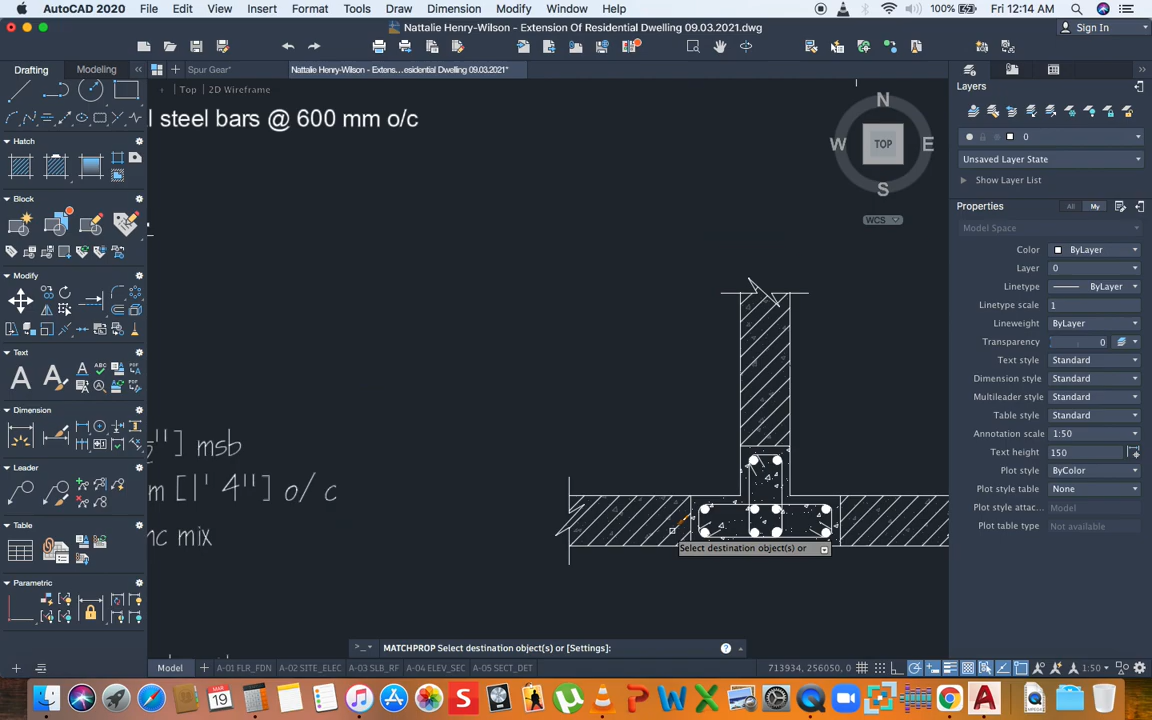 AutoCAD 2020 File Edit View Insert Format Tools Draw Dimension Modify Window Help 100% Fri 12:14 AM
Nattalie Henry-Wilson - Extension Of Residential Dwelling 09.03.2021.dwg
Sign In
Drafting Modeling Spur Gear* Nattalie Henry-Wilson - Extens...esidential Dwelling 09.03.2021*
Top 2D Wireframe
Layers
l steel bars @ 600 mm o/c
N
W TOP E
S
WCS
0
Unsaved Layer State
Show Layer List
Hatch
Block
Modify
Text
Dimension
Leader
Table
Parametric
Properties All My
Model Space
Color ByLayer
Layer 0
Linetype ByLayer
Linetype scale 1
Lineweight ByLayer
Transparency 0
Text style Standard
Dimension style Standard
Multileader style Standard
Table style Standard
Annotation scale 1:50
Text height 150
Plot style ByColor
Plot style table None
Plot style attac... Model
Plot table type Not available
"] msb
m [1' 4"] o/ c
nc mix
Select destination object(s) or
MATCHPROP Select destination object(s) or [Settings]:
Model A-01 FLR_FDN A-02 SITE_ELEC A-03 SLB_RF A-04 ELEV_SEC A-05 SECT_DET
713934, 256050, 0 1:50
MAR
19